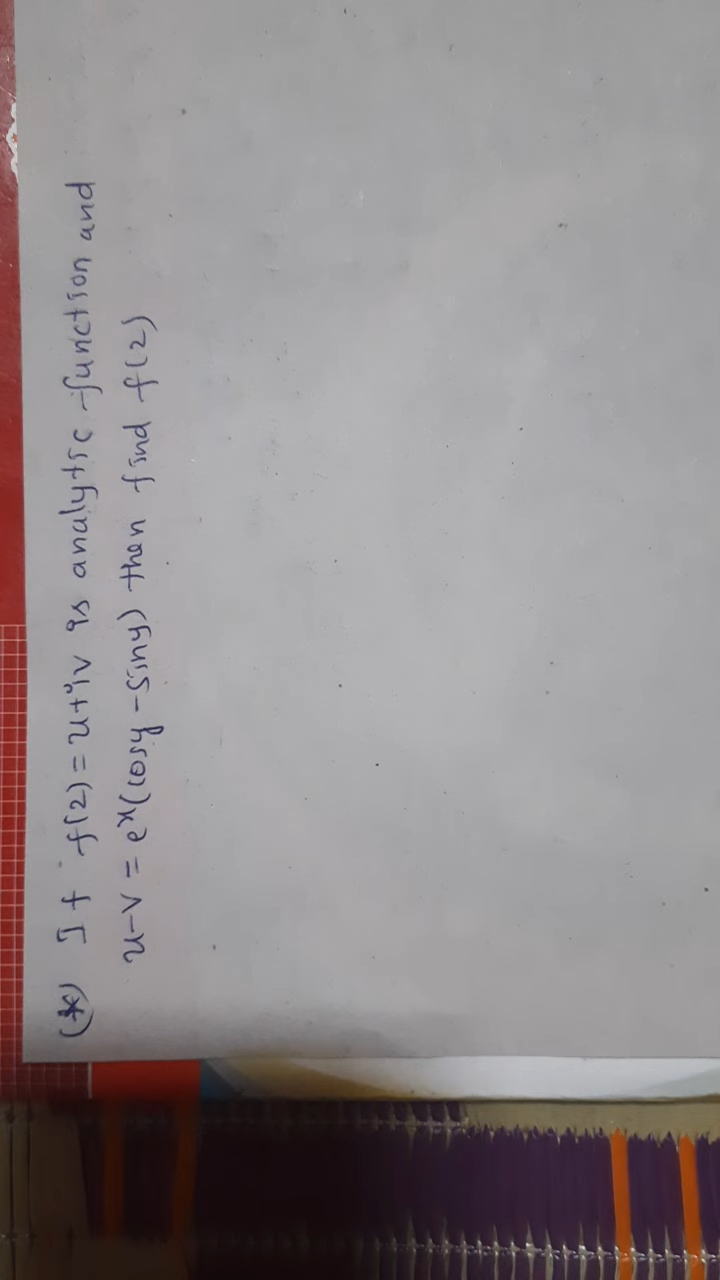 (*) If f(z)=u+iv is analytic function and
u-v = e^x(cosy-siny) then find f(z)